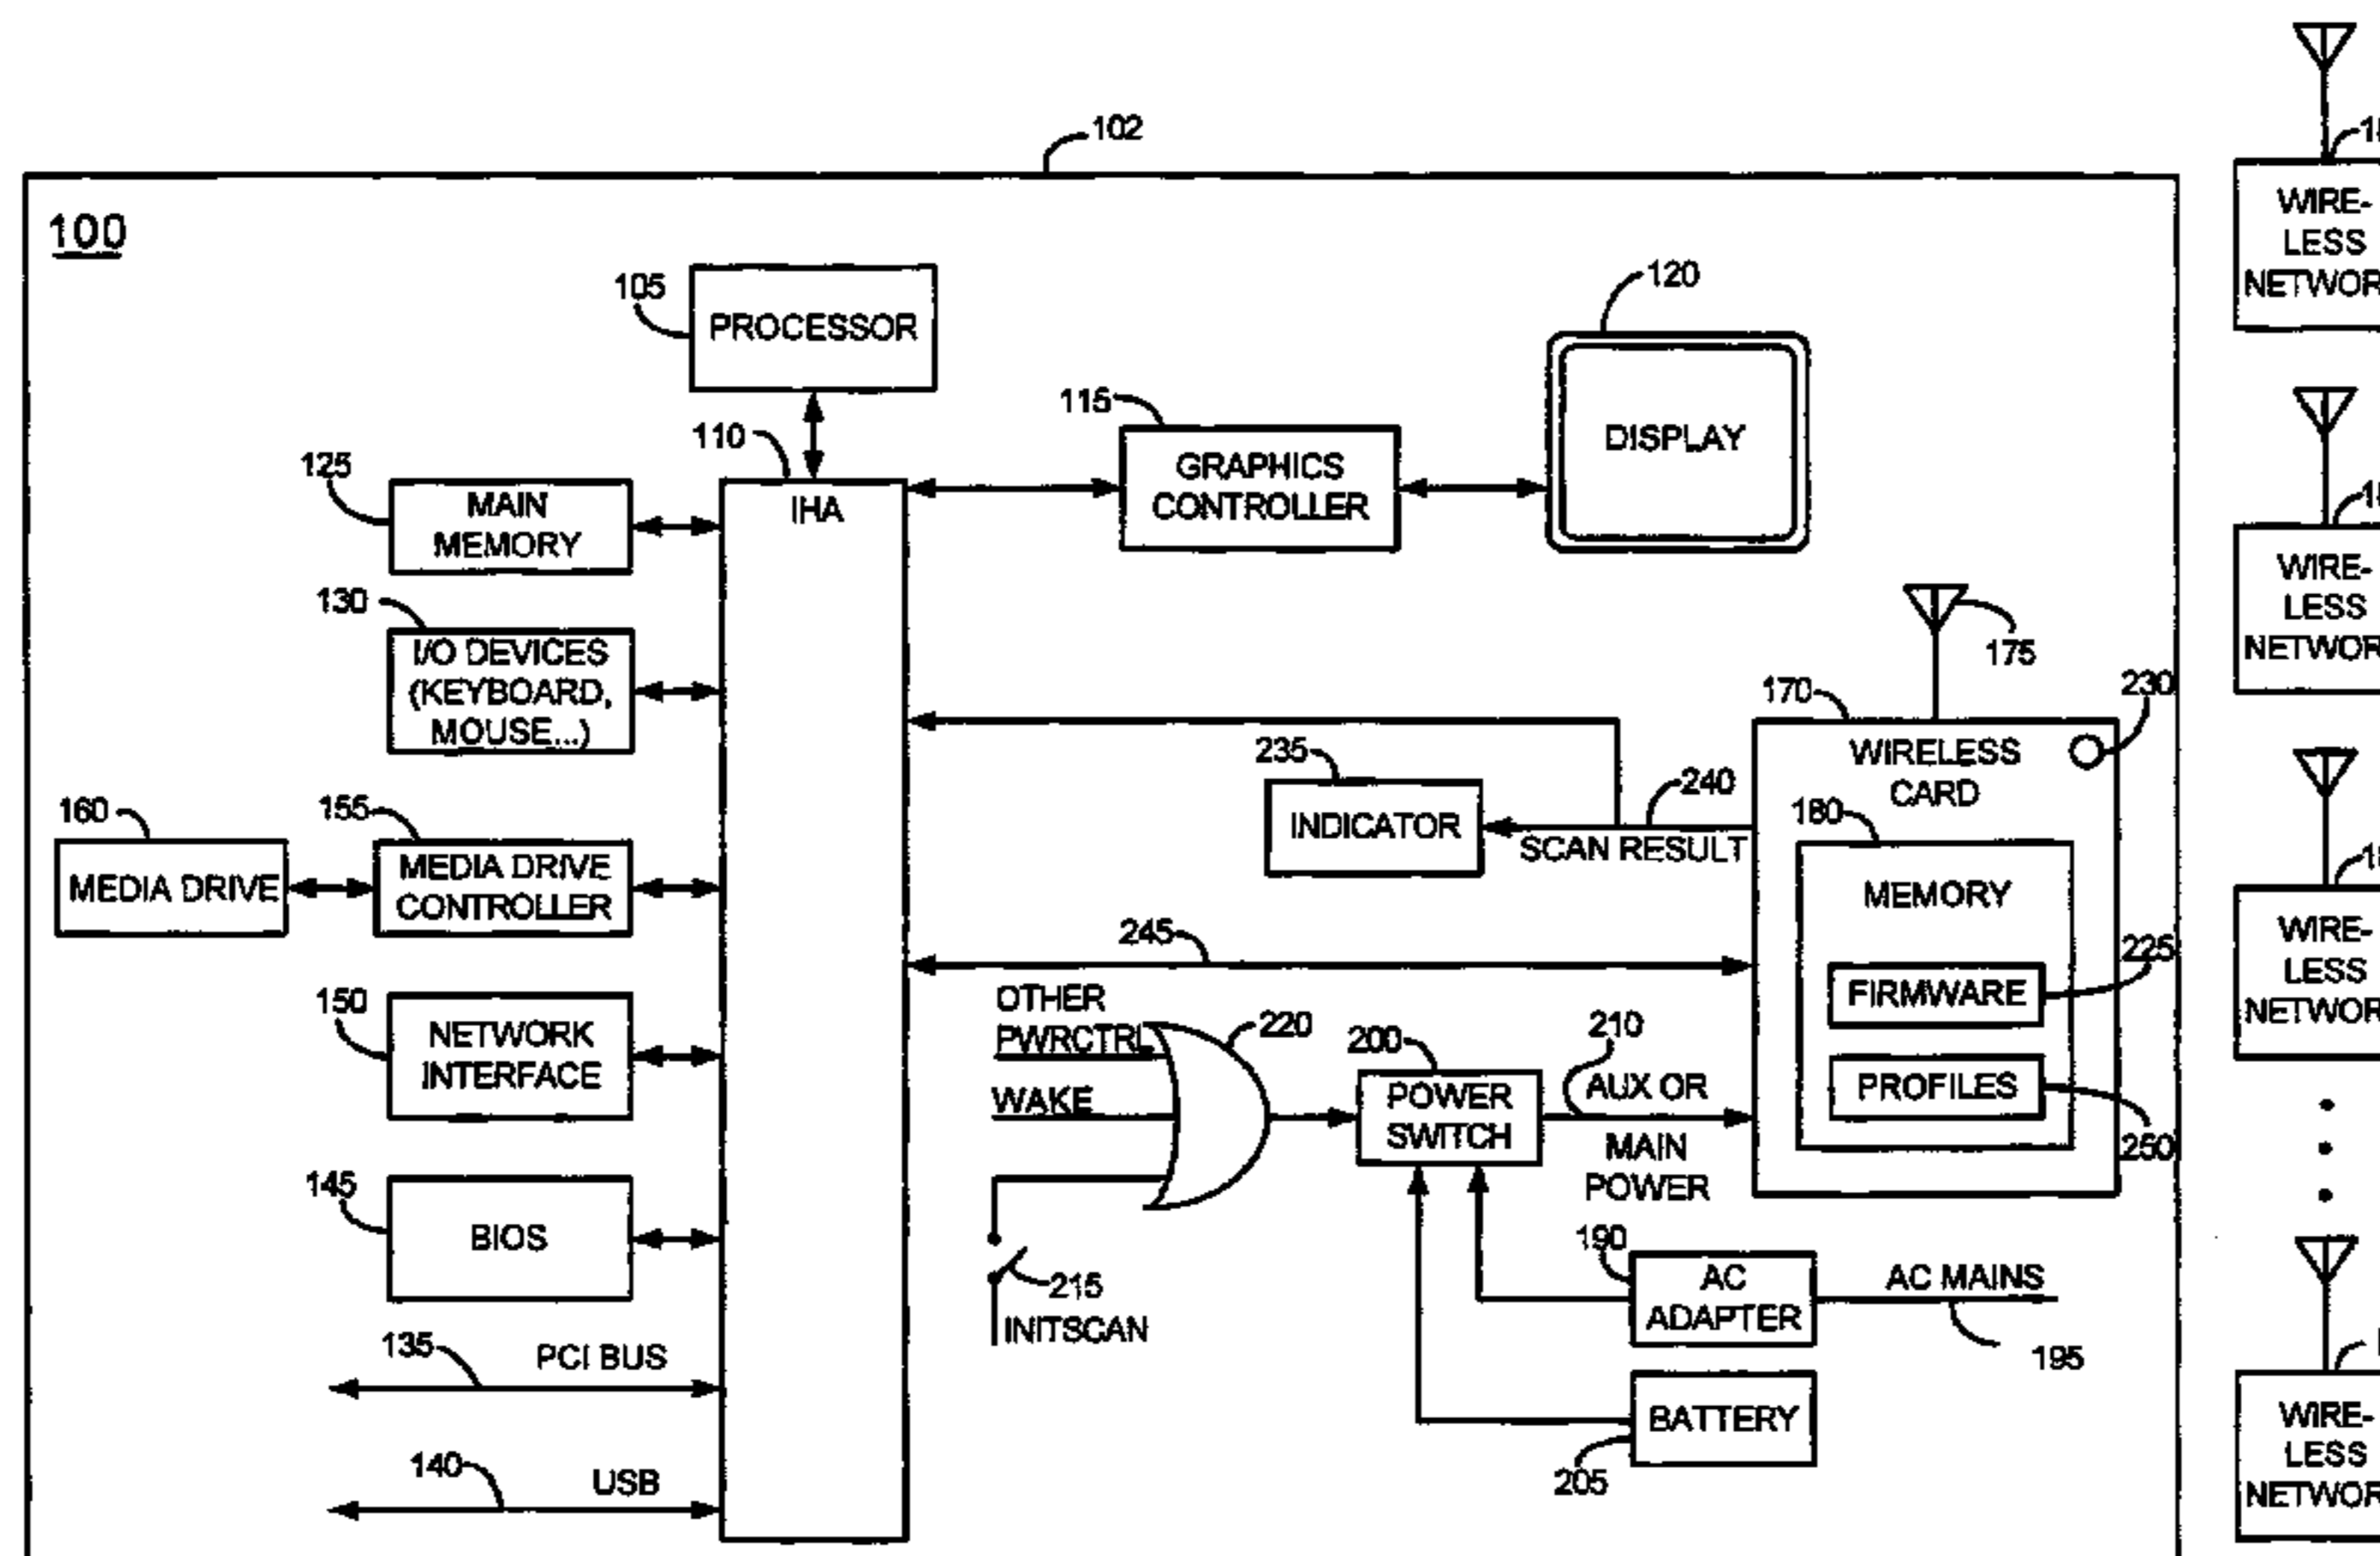 102
100
105
PROCESSOR
120
DISPLAY
115
GRAPHICS
CONTROLLER
110
IHA
125
MAIN
MEMORY
130
I/O DEVICES
(KEYBOARD,
MOUSE...)
160
MEDIA DRIVE
155
MEDIA DRIVE
CONTROLLER
150
NETWORK
INTERFACE
145
BIOS
135
PCI BUS
140
USB
175
170
230
WIRELESS
CARD
235
INDICATOR
240
SCAN RESULT
180
MEMORY
225
FIRMWARE
PROFILES
250
245
OTHER
PWRCTRL
WAKE
220
215
INITSCAN
200
POWER
SWITCH
210
AUX OR
MAIN
POWER
190
AC
ADAPTER
AC MAINS
195
BATTERY
205
WIRE-
LESS
WIRE-
LESS
WIRE-
LESS
WIRE-
LESS